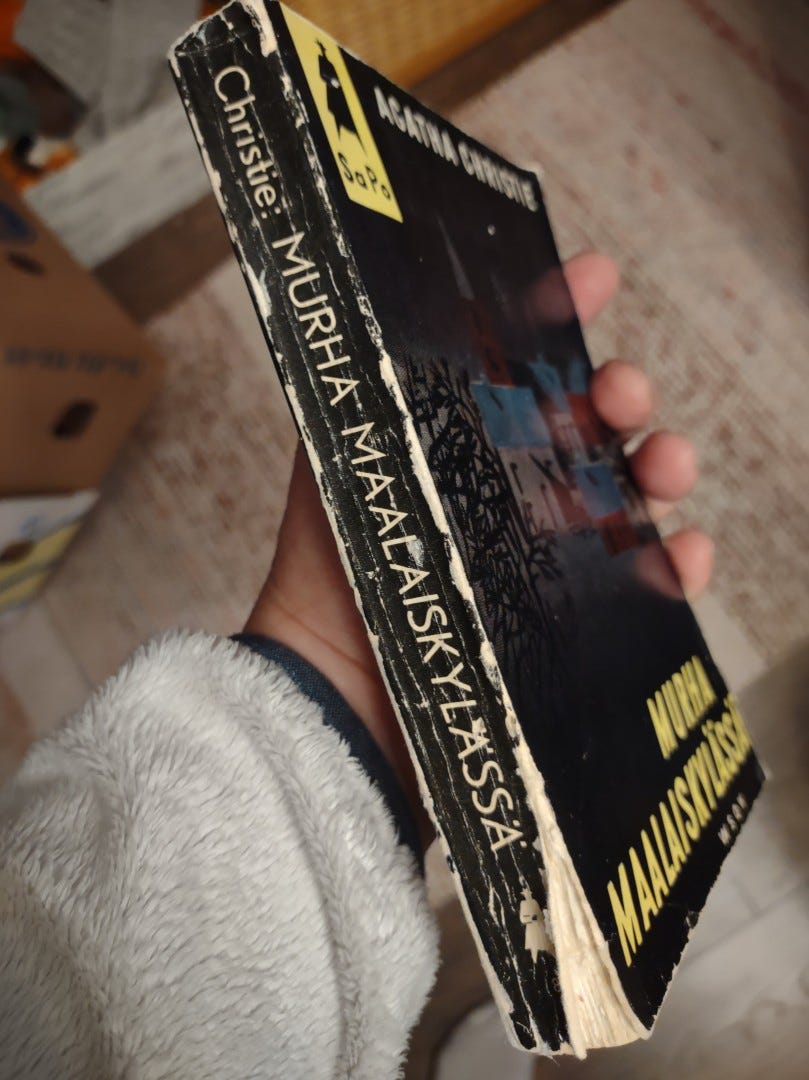 Christie: MURHA MAALAISKYLÄSSÄ
SaPo
AGATHA CHRISTIE
MURHA
MAALAISKYLÄSSÄ
WSOY